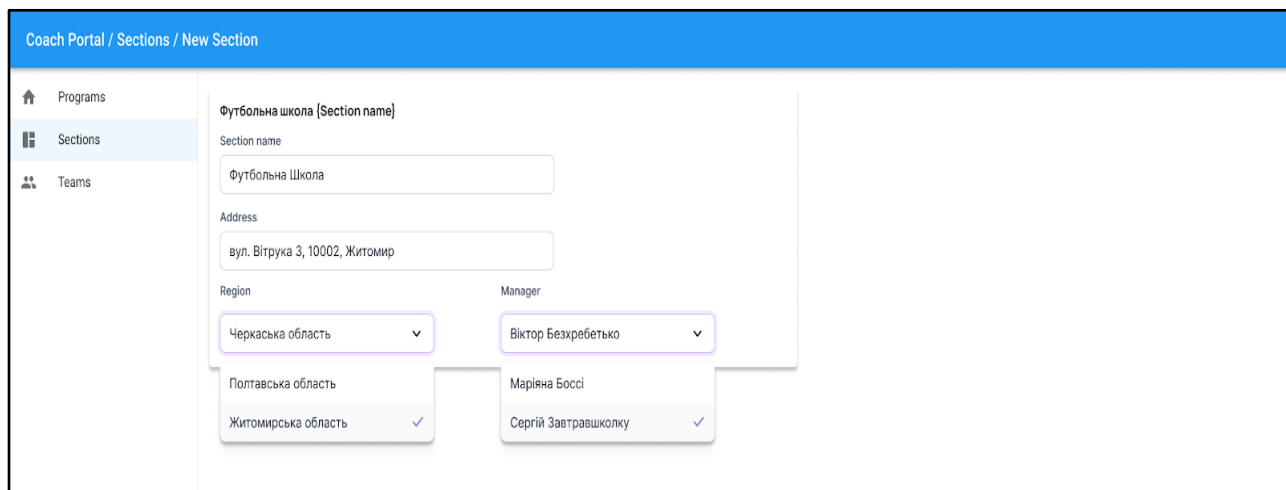 Coach Portal / Sections / New Section
Programs
Sections
Teams
Футбольна школа {Section name}
Section name
Футбольна Школа
Address
вул. Вітрука 3, 10002, Житомир
Region
Manager
Черкаська область
Віктор Безхребетько
Полтавська область
Маріяна Боссі
Житомирська область
Сергій Завтравшколку